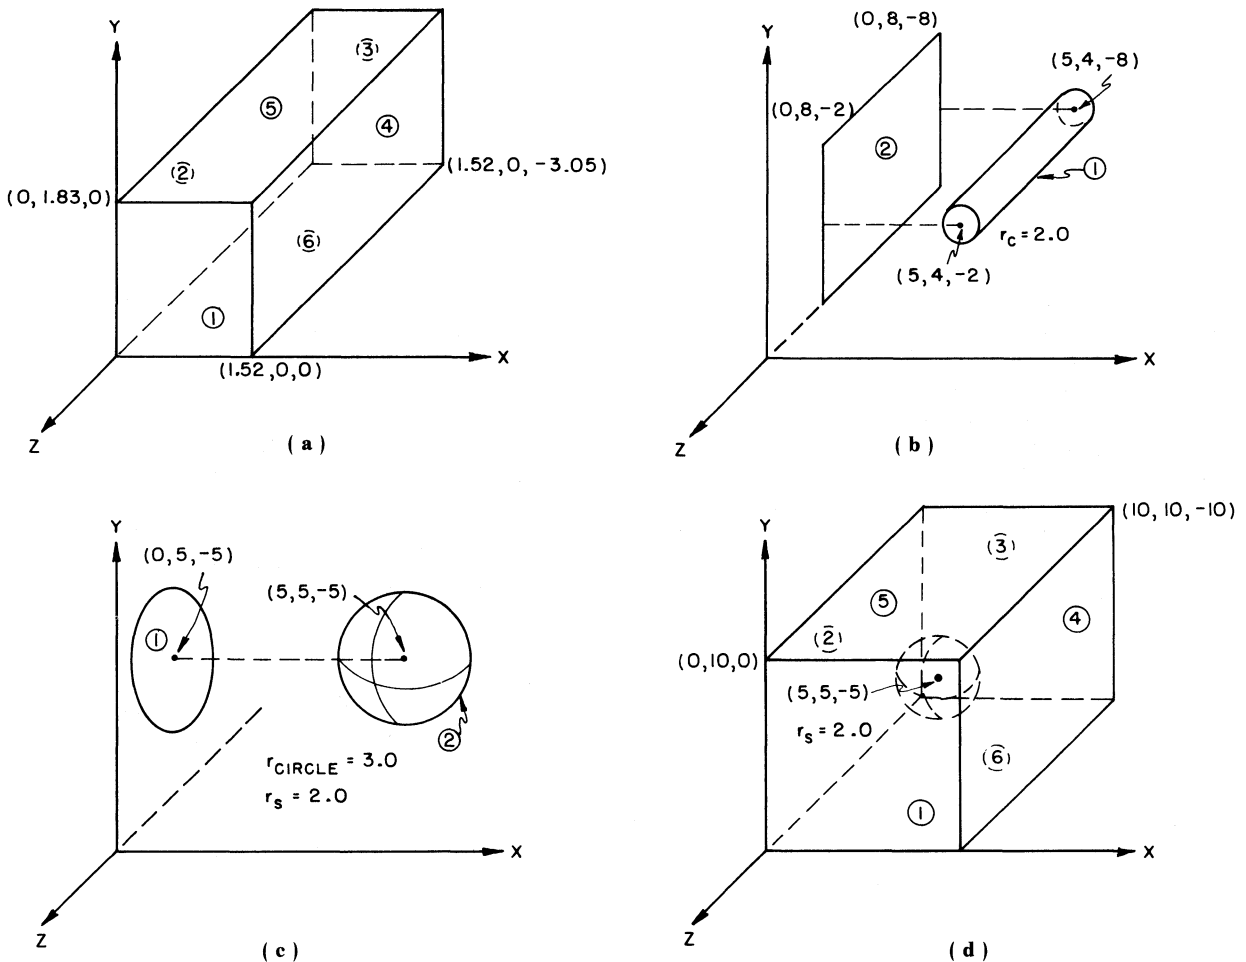 Y
③
⑤
④
②
(1.52,0,-3.05)
(0,1.83,0)
⑥
①
(1.52,0,0)
X
Z
(a)
(0,8,-8)
Y
(5,4,-8)
(0,8,-2)
②
①
r_C = 2.0
(5,4,-2)
X
Z
(b)
Y
(0,5,-5)
(5,5,-5)
①
②
r_CIRCLE = 3.0
r_S = 2.0
X
Z
(c)
Y
(10,10,-10)
③
⑤
④
②
(0,10,0)
(5,5,-5)
r_S = 2.0
⑥
①
X
Z
(d)